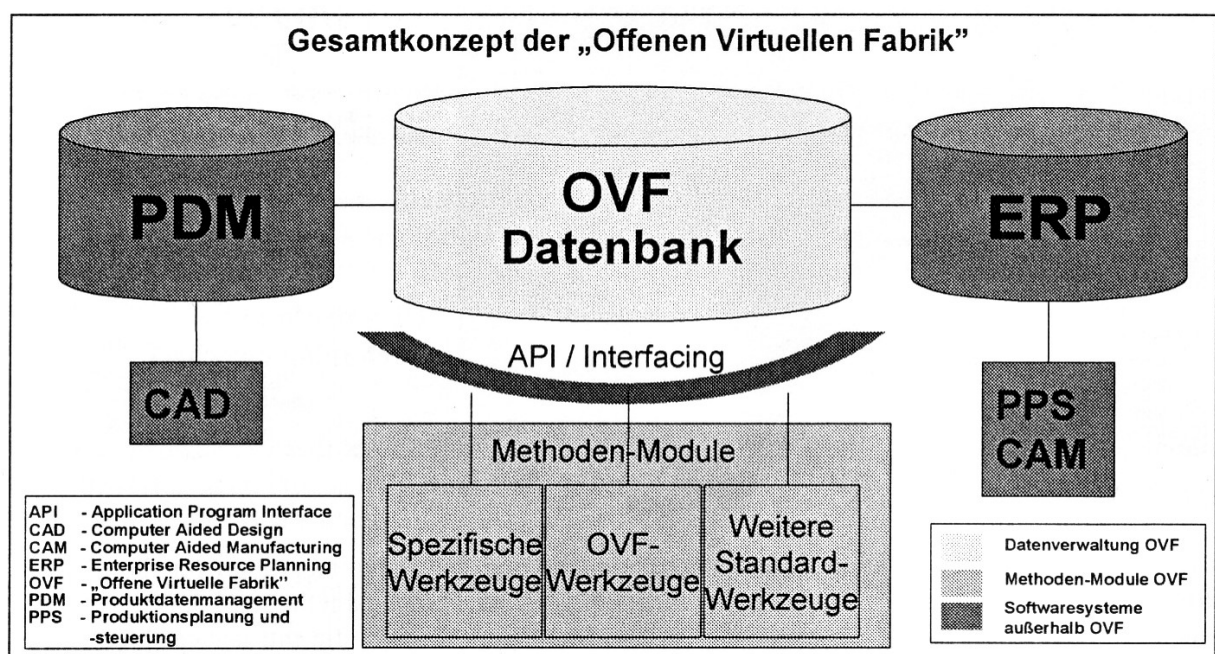 Gesamtkonzept der „Offenen Virtuellen Fabrik”
PDM
OVF
Datenbank
ERP
API / Interfacing
CAD
PPS
CAM
Methoden-Module
Spezifische
Werkzeuge
OVF-
Werkzeuge
Weitere
Standard-
Werkzeuge
API - Application Program Interface
CAD - Computer Aided Design
CAM - Computer Aided Manufacturing
ERP - Enterprise Resource Planning
OVF - „Offene Virtuelle Fabrik”
PDM - Produktdatenmanagement
PPS - Produktionsplanung und
-steuerung
Datenverwaltung OVF
Methoden-Module OVF
Softwaresysteme
außerhalb OVF